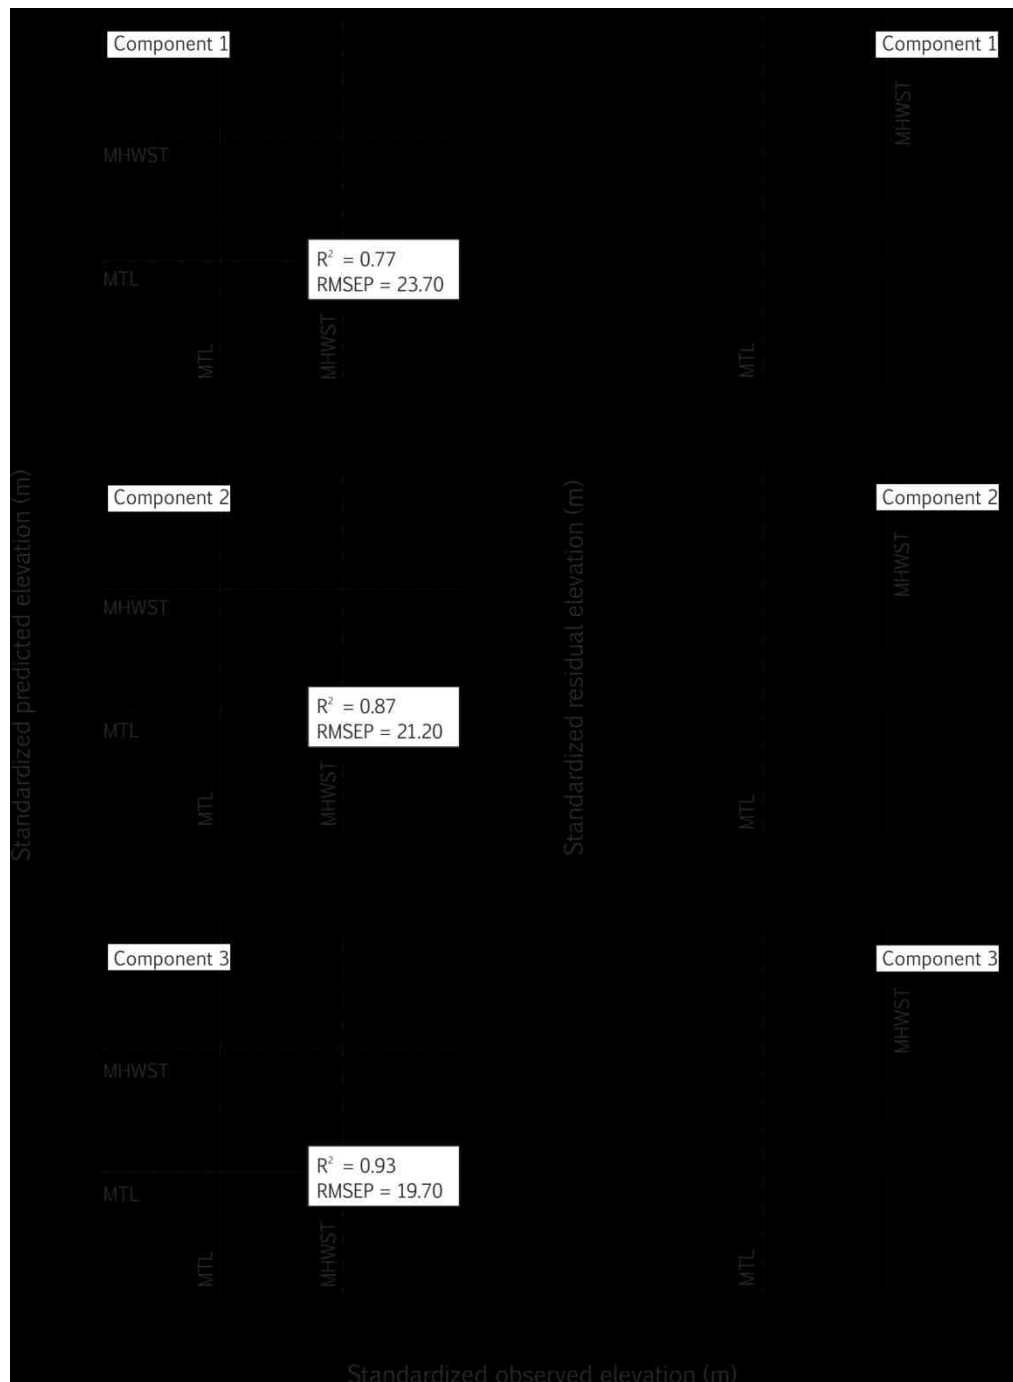 Component 1
Component 1
MHWST
MHWST
R² = 0.77
RMSEP = 23.70
MTL
MTL
MHWST
MTL
Standardized predicted elevation (m)
Standardized residual elevation (m)
Component 2
Component 2
MHWST
MHWST
R² = 0.87
RMSEP = 21.20
MTL
MTL
MHWST
MTL
Component 3
Component 3
MHWST
MHWST
R² = 0.93
RMSEP = 19.70
MTL
MTL
MHWST
MTL
Standardized observed elevation (m)